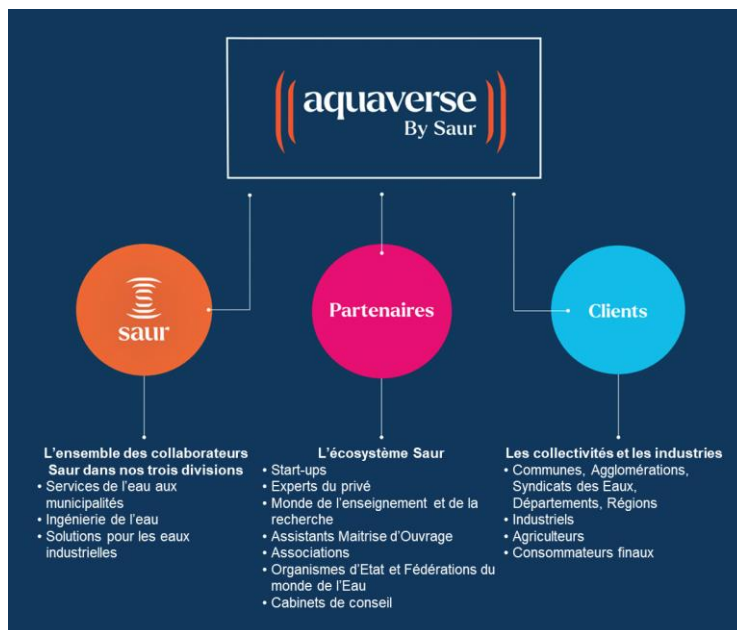 aquaverse
By Saur
saur
Partenaires
Clients
L'ensemble des collaborateurs
Saur dans nos trois divisions
• Services de l'eau aux
municipalités
• Ingénierie de l'eau
• Solutions pour les eaux
industrielles
L'écosystème Saur
• Start-ups
• Experts du privé
• Monde de l'enseignement et de la
recherche
• Assistants Maitrise d'Ouvrage
• Associations
• Organismes d'Etat et Fédérations du
monde de l'Eau
• Cabinets de conseil
Les collectivités et les industries
• Communes, Agglomérations,
Syndicats des Eaux,
Départements, Régions
• Industriels
• Agriculteurs
• Consommateurs finaux